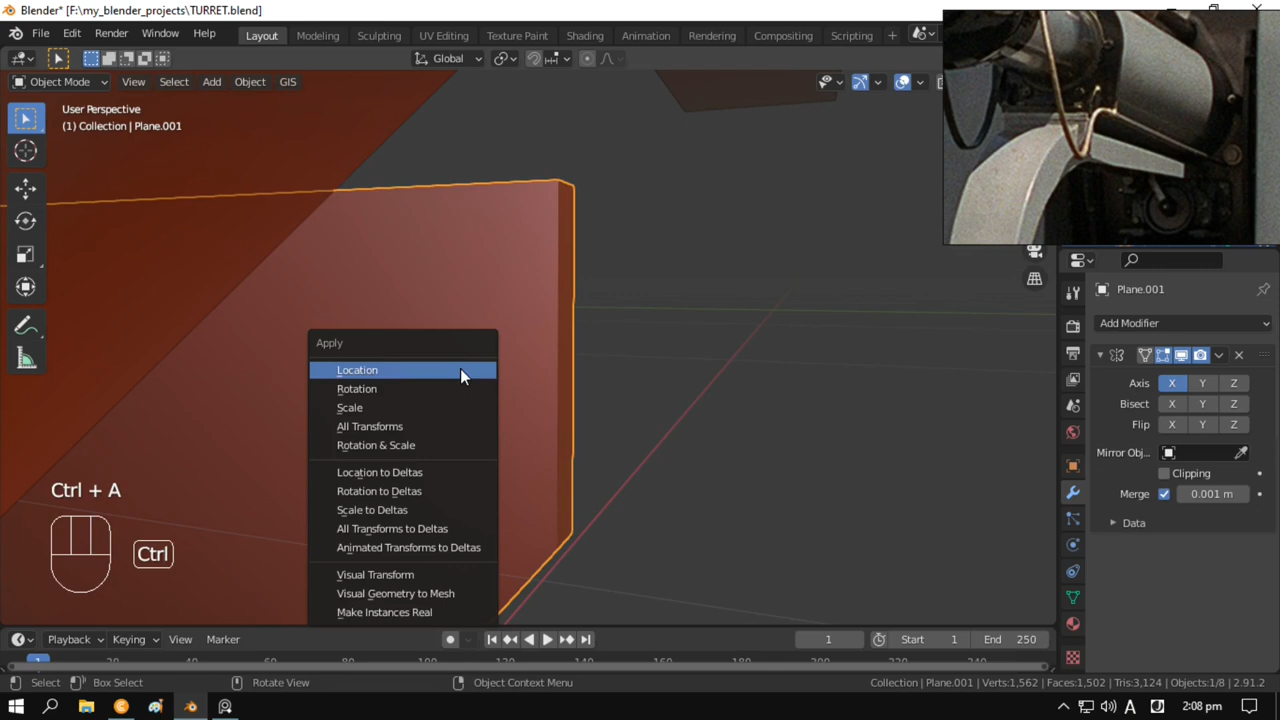 Blender* [F:\my_blender_projects\TURRET.blend]
File Edit Render Window Help
Layout Modeling Sculpting UV Editing Texture Paint Shading Animation Rendering Compositing Scripting
Global
Object Mode View Select Add Object GIS
User Perspective
(1) Collection | Plane.001
Plane.001
Add Modifier
Apply
Location
Rotation
Scale
All Transforms
Rotation & Scale
Location to Deltas
Rotation to Deltas
Scale to Deltas
All Transforms to Deltas
Animated Transforms to Deltas
Visual Transform
Visual Geometry to Mesh
Make Instances Real
Axis X Y Z
Bisect X Y Z
Flip X Y Z
Mirror Obj...
Clipping
Merge 0.001 m
Data
Ctrl + A
Ctrl
Playback Keying View Marker
1 Start 1 End 250
1
Select Box Select Rotate View Object Context Menu
Collection | Plane.001 | Verts:1,562 | Faces:1,502 | Tris:3,124 | Objects:1/8 | 2.91.2
A 2:08 pm